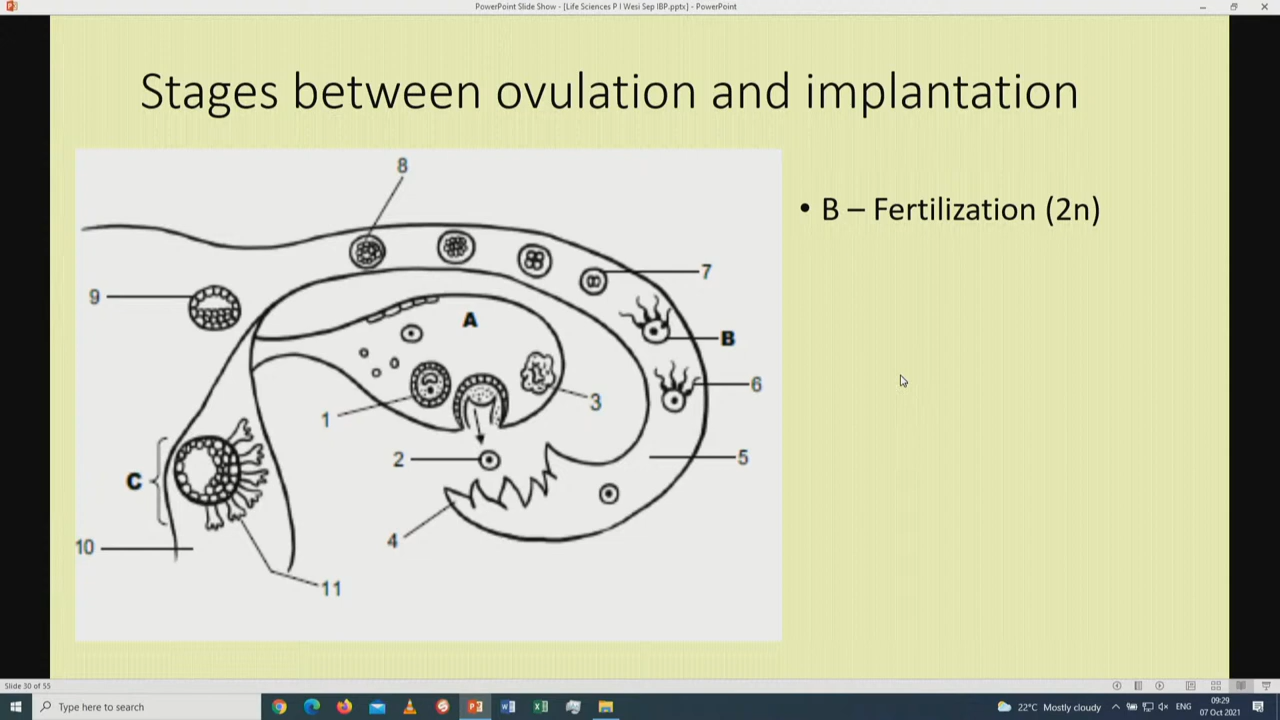 PowerPoint Slide Show - [Life Sciences P I Wesi Sep IBP.pptx] - PowerPoint
Stages between ovulation and implantation
• B – Fertilization (2n)
8
7
9
A
B
6
1
3
2
5
C
4
10
11
Slide 30 of 55
Type here to search
22°C Mostly cloudy
ENG
09:29
07 Oct 2021